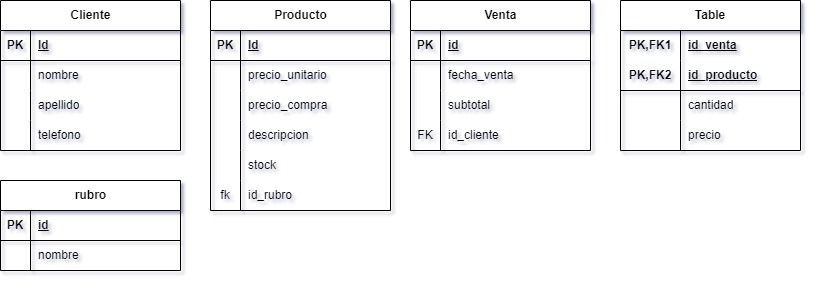 Cliente
PK Id
nombre
apellido
telefono
Producto
PK Id
precio_unitario
precio_compra
descripcion
stock
fk id_rubro
Venta
PK id
fecha_venta
subtotal
FK id_cliente
Table
PK,FK1 id_venta
PK,FK2 id_producto
cantidad
precio
rubro
PK id
nombre